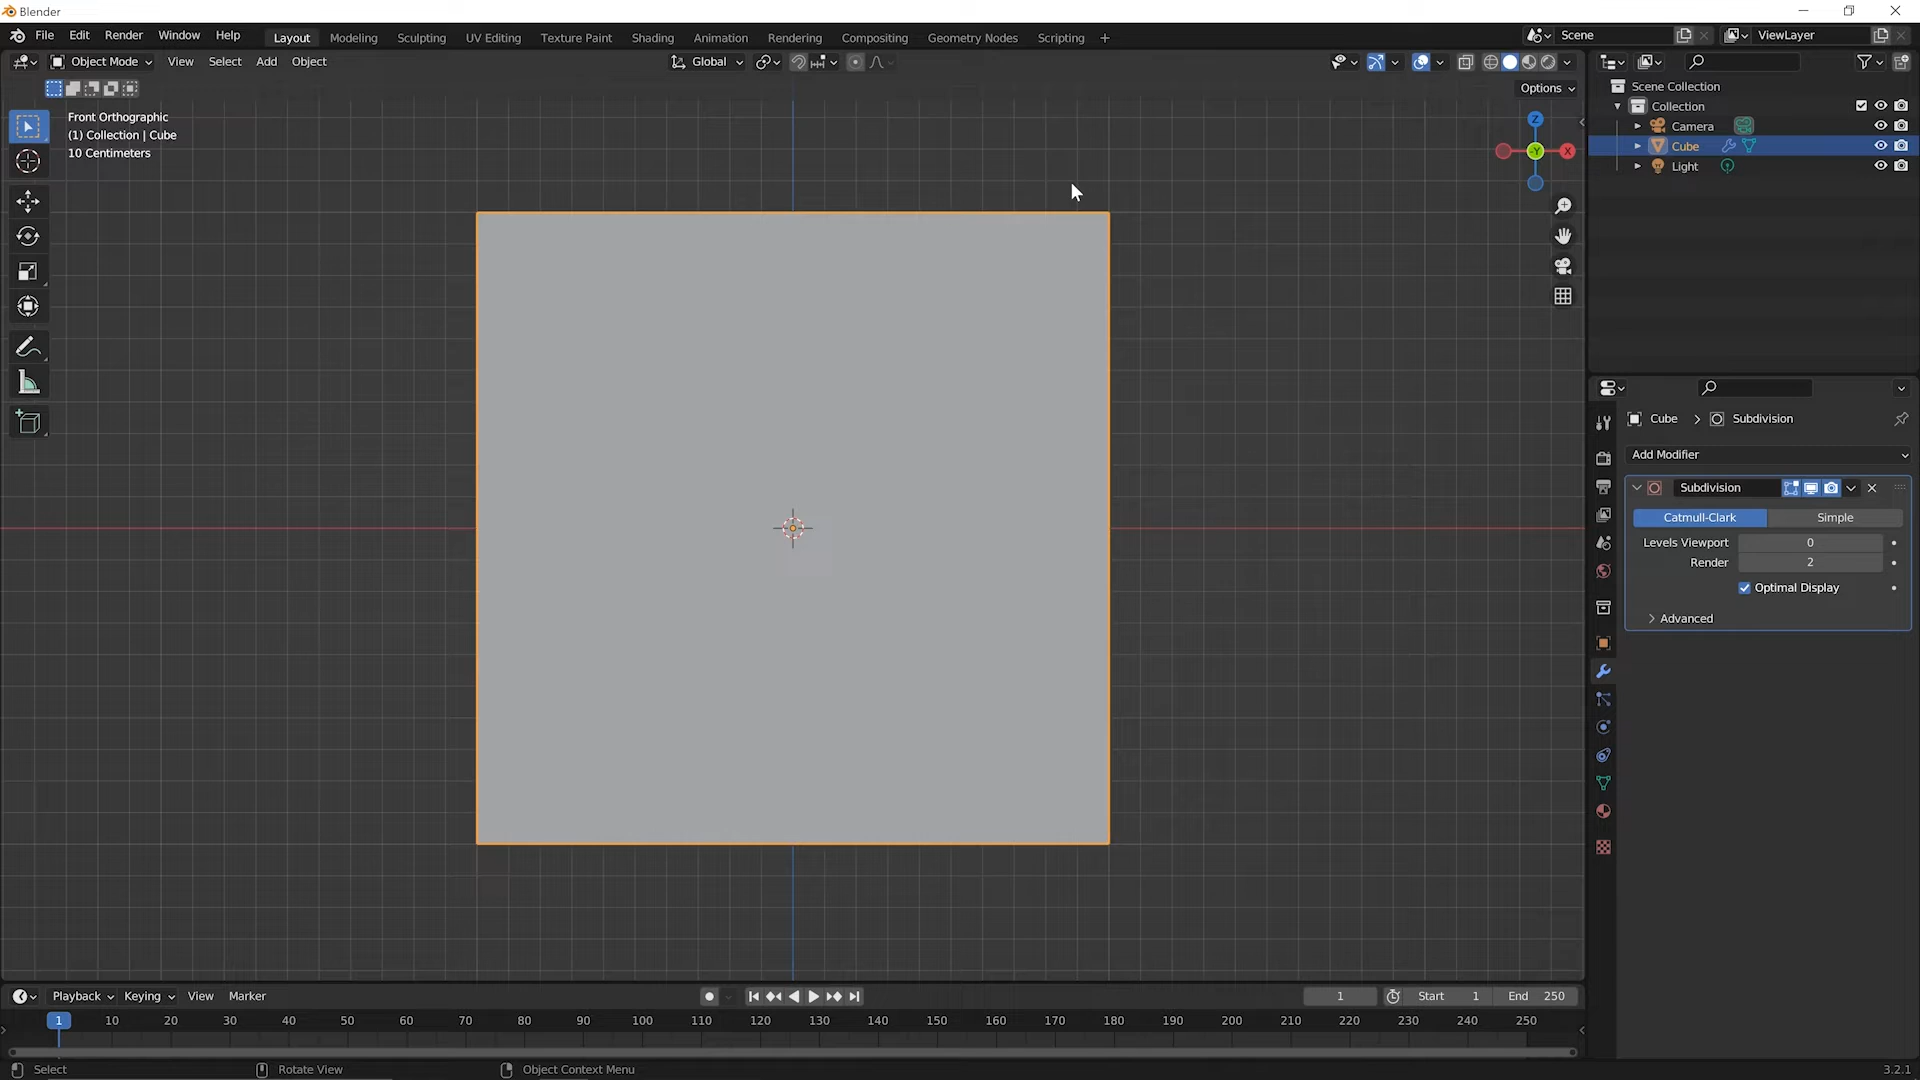 Blender
File Edit Render Window Help Layout Modeling Sculpting UV Editing Texture Paint Shading Animation Rendering Compositing Geometry Nodes Scripting + Scene ViewLayer
Object Mode View Select Add Object Global
Options
Front Orthographic
(1) Collection | Cube
10 Centimeters
Z
-Y
X
Scene Collection
Collection
Camera
Cube
Light
Cube > Subdivision
Add Modifier
Subdivision
Catmull-Clark Simple
Levels Viewport 0
Render 2
Optimal Display
Advanced
Playback Keying View Marker 1 Start 1 End 250
1 10 20 30 40 50 60 70 80 90 100 110 120 130 140 150 160 170 180 190 200 210 220 230 240 250
Select Rotate View Object Context Menu 3.2.1